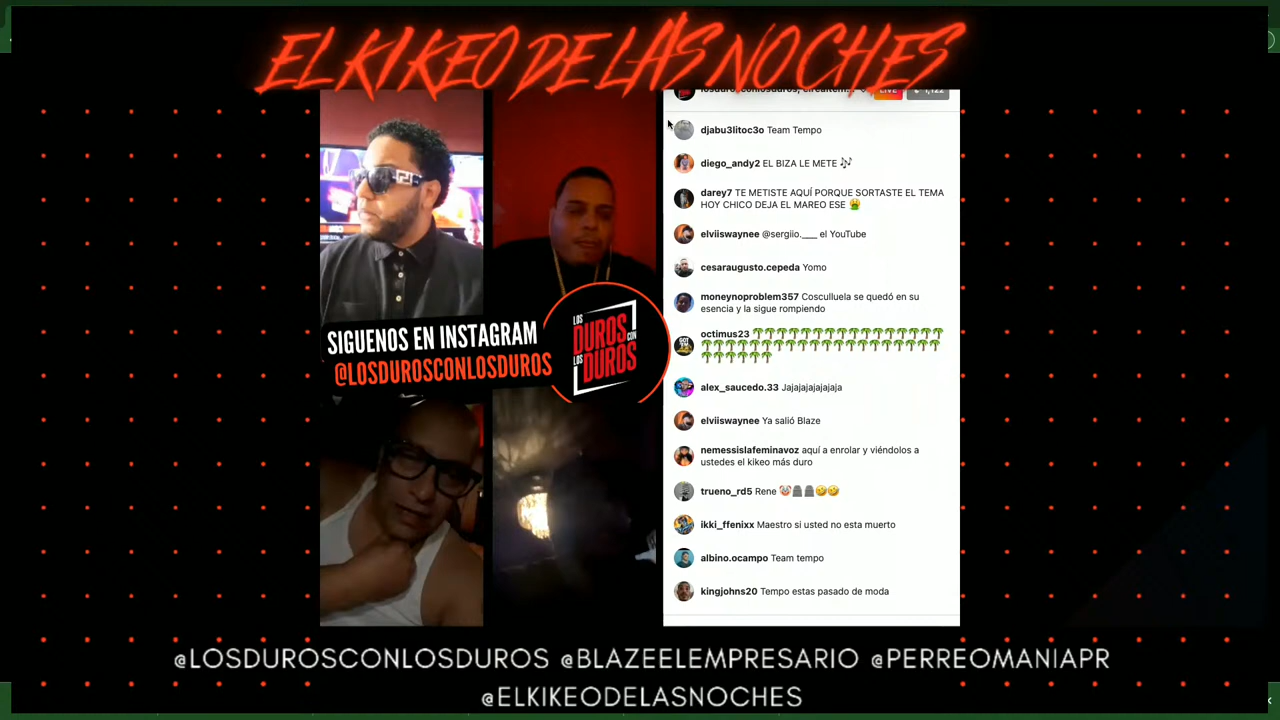 EL KIKEO DE LAS NOCHES
LIVE
1,122
djabu3litoc3o Team Tempo
diego_andy2 EL BIZA LE METE 🎶
darey7 TE METISTE AQUÍ PORQUE SORTASTE EL TEMA
HOY CHICO DEJA EL MAREO ESE 🤮
elviiswaynee @sergiio.____ el YouTube
cesaraugusto.cepeda Yomo
moneynoproblem357 Cosculluela se quedó en su
esencia y la sigue rompiendo
octimus23 🌴🌴🌴🌴🌴🌴🌴🌴🌴🌴🌴🌴🌴🌴🌴🌴
🌴🌴🌴🌴🌴🌴🌴🌴🌴🌴🌴🌴🌴🌴🌴🌴🌴🌴🌴🌴
🌴🌴🌴🌴🌴🌴
alex_saucedo.33 Jajajajajajaja
elviiswaynee Ya salió Blaze
nemessislafeminavoz aquí a enrolar y viéndolos a
ustedes el kikeo más duro
trueno_rd5 Rene 🤡🪦🪦🤣🤣
ikki_ffenixx Maestro si usted no esta muerto
albino.ocampo Team tempo
kingjohns20 Tempo estas pasado de moda
SIGUENOS EN INSTAGRAM
@LOSDUROSCONLOSDUROS
LOS
DUROS
CON
LOS
DUROS
@LOSDUROSCONLOSDUROS @BLAZEELEMPRESARIO @PERREOMANIAPR
@ELKIKEODELASNOCHES